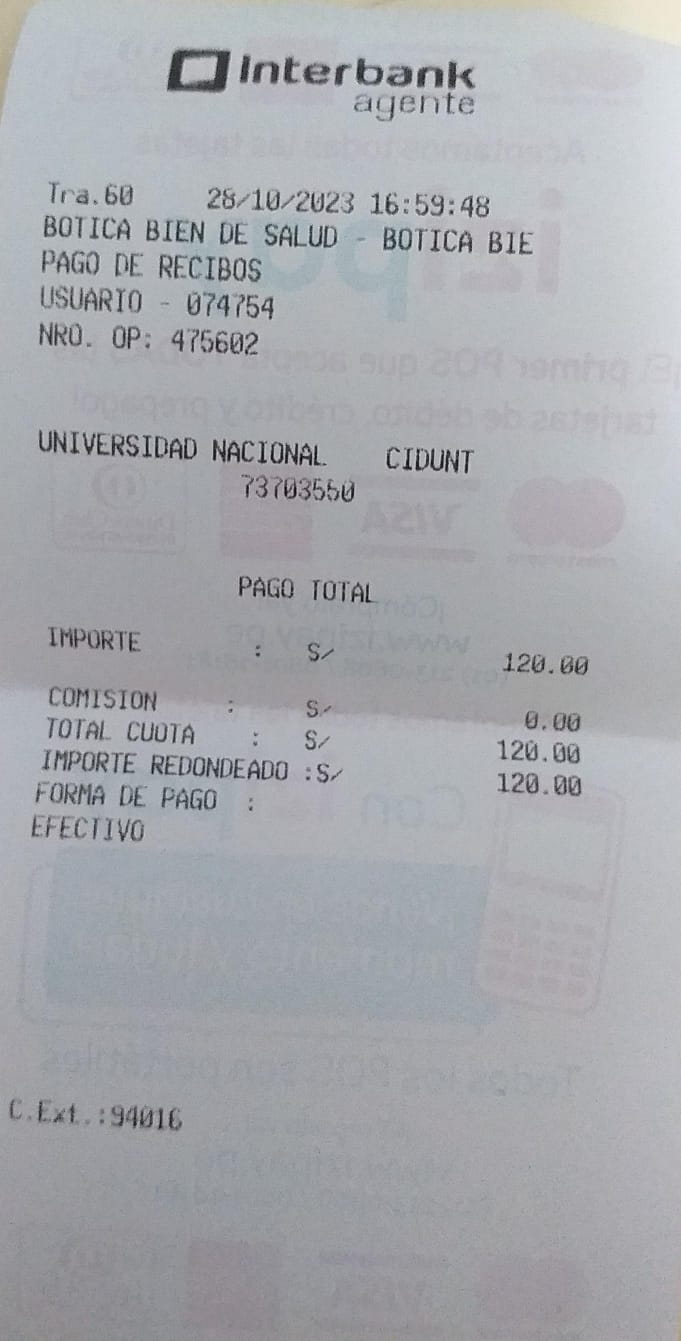 Interbank
agente
Tra.60 28/10/2023 16:59:48
BOTICA BIEN DE SALUD - BOTICA BIE
PAGO DE RECIBOS
USUARIO - 074754
NRO. OP: 475602
UNIVERSIDAD NACIONAL CIDUNT
73703550
PAGO TOTAL
IMPORTE : S/ 120.00
COMISION : S/ 0.00
TOTAL CUOTA : S/ 120.00
IMPORTE REDONDEADO :S/ 120.00
FORMA DE PAGO :
EFECTIVO
C.Ext.:94016